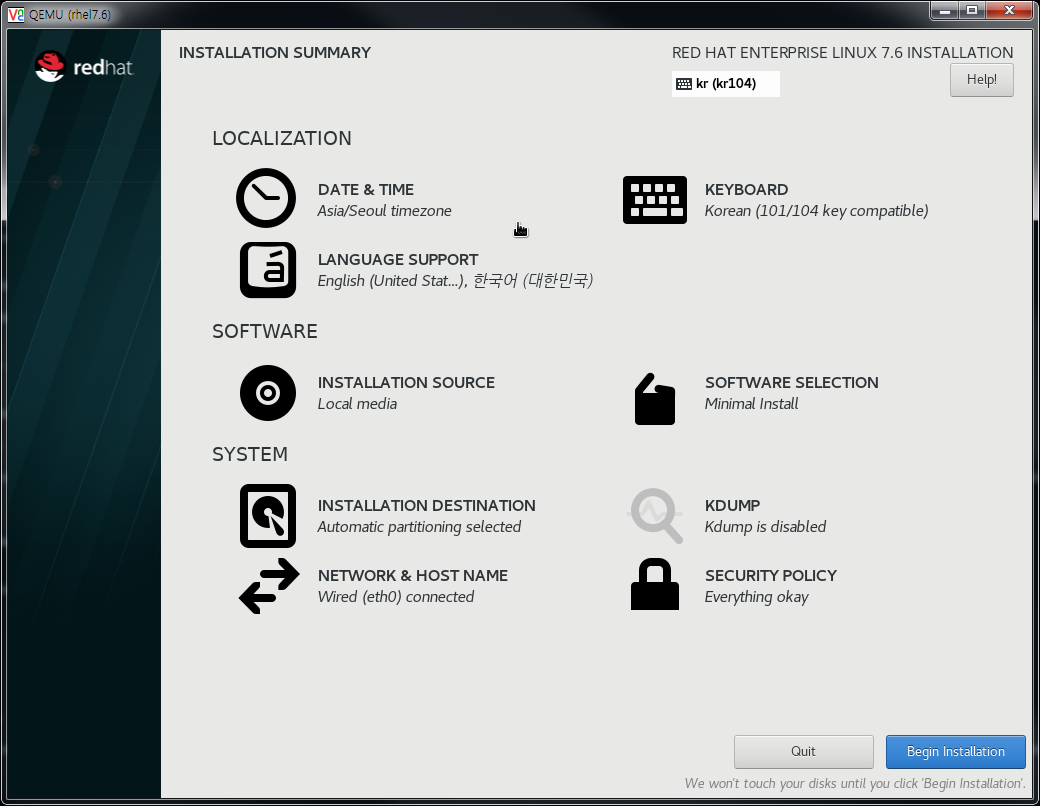 QEMU (rhel7.6)
redhat.
INSTALLATION SUMMARY
RED HAT ENTERPRISE LINUX 7.6 INSTALLATION
kr (kr104)
Help!
LOCALIZATION
DATE & TIME
Asia/Seoul timezone
KEYBOARD
Korean (101/104 key compatible)
LANGUAGE SUPPORT
English (United Stat...), 한국어 (대한민국)
SOFTWARE
INSTALLATION SOURCE
Local media
SOFTWARE SELECTION
Minimal Install
SYSTEM
INSTALLATION DESTINATION
Automatic partitioning selected
KDUMP
Kdump is disabled
NETWORK & HOST NAME
Wired (eth0) connected
SECURITY POLICY
Everything okay
Quit
Begin Installation
We won't touch your disks until you click 'Begin Installation'.